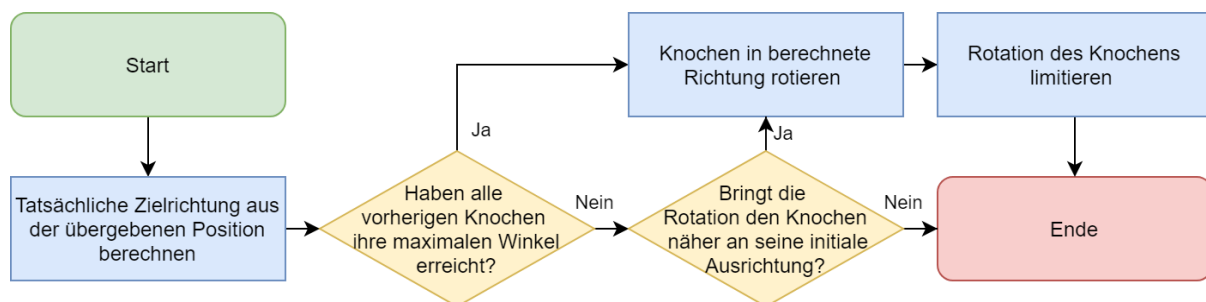 Start
Tatsächliche Zielrichtung aus
der übergebenen Position
berechnen
Haben alle
vorherigen Knochen
ihre maximalen Winkel
erreicht?
Ja
Nein
Knochen in berechnete
Richtung rotieren
Ja
Bringt die
Rotation den Knochen
näher an seine initiale
Ausrichtung?
Nein
Rotation des Knochens
limitieren
Ende